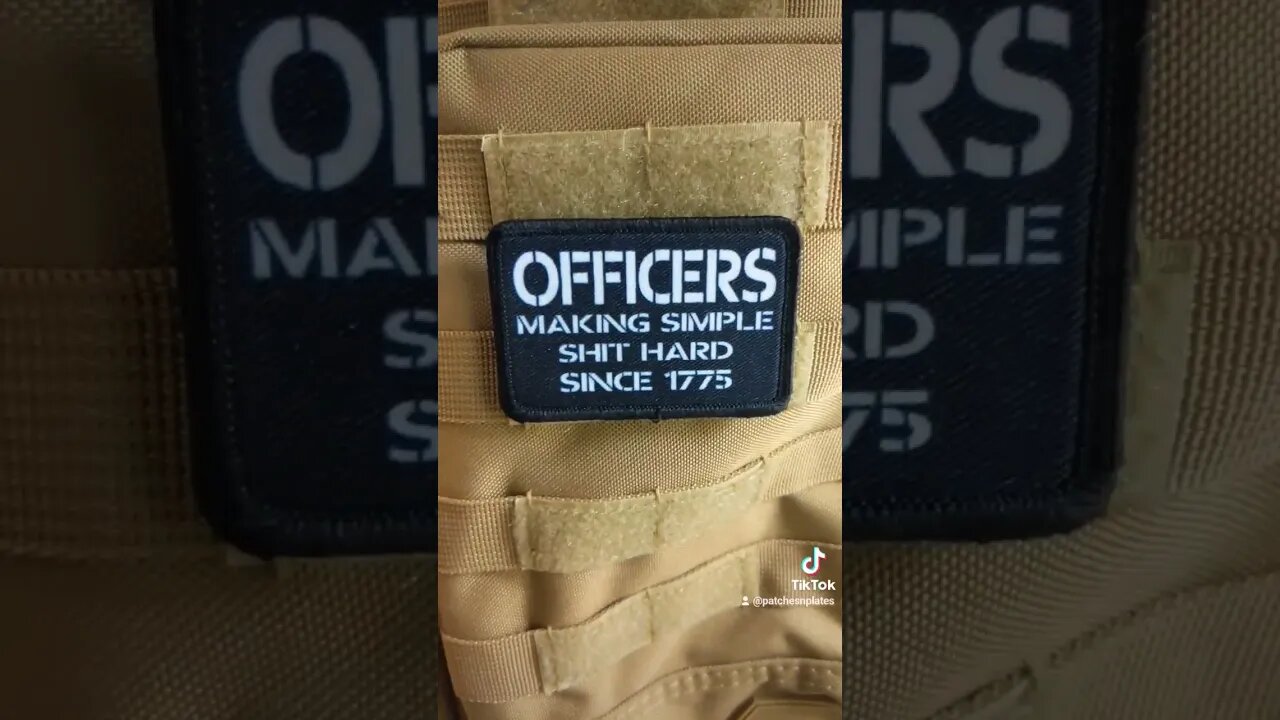 OFFICERS
MAKING SIMPLE
SHIT HARD
SINCE 1775
TikTok
@patchesnplates